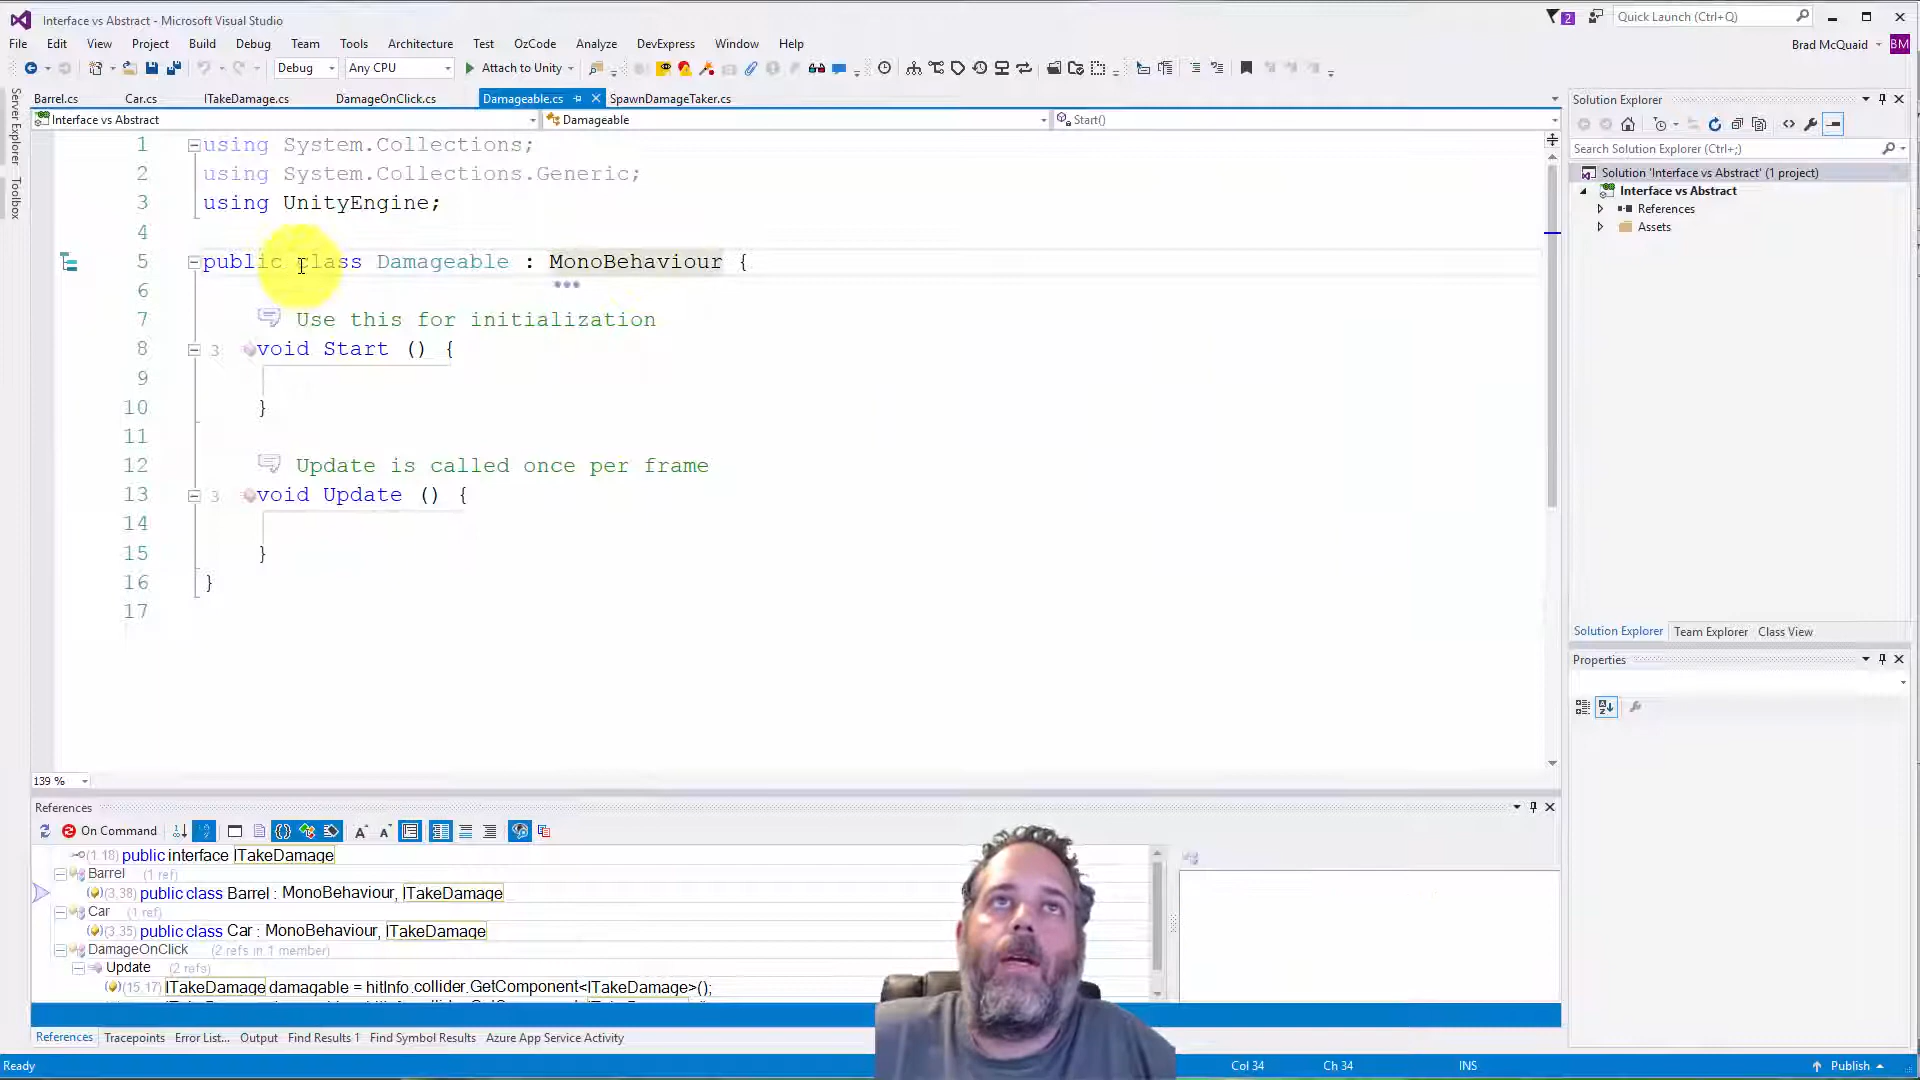 Interface vs Abstract - Microsoft Visual Studio
2
Quick Launch (Ctrl+Q)
File Edit View Project Build Debug Team Tools Architecture Test OzCode Analyze DevExpress Window Help
Brad McQuaid BM
Debug Any CPU Attach to Unity
Barrel.cs Car.cs ITakeDamage.cs DamageOnClick.cs Damageable.cs SpawnDamageTaker.cs
Interface vs Abstract Damageable Start()
Server Explorer
Toolbox
1 using System.Collections;
2 using System.Collections.Generic;
3 using UnityEngine;
4
5 public class Damageable : MonoBehaviour {
6
7 Use this for initialization
8 3 void Start () {
9
10 }
11
12 Update is called once per frame
13 3 void Update () {
14
15 }
16 }
17
139 %
Solution Explorer
Search Solution Explorer (Ctrl+;)
Solution 'Interface vs Abstract' (1 project)
Interface vs Abstract
References
Assets
Solution Explorer Team Explorer Class View
Properties
References
On Command
(1.18) public interface ITakeDamage
Barrel (1 ref)
(3.38) public class Barrel : MonoBehaviour, ITakeDamage
Car (1 ref)
(3.35) public class Car : MonoBehaviour, ITakeDamage
DamageOnClick (2 refs in 1 member)
Update (2 refs)
(15.17) ITakeDamage damagable = hitInfo.collider.GetComponent<ITakeDamage>();
References Tracepoints Error List... Output Find Results 1 Find Symbol Results Azure App Service Activity
Ready Col 34 Ch 34 INS Publish